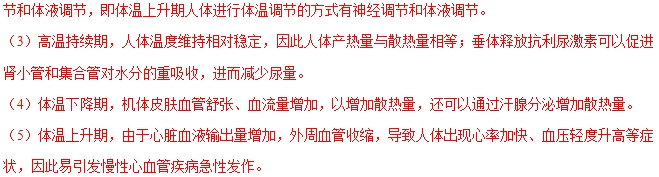 节和体液调节，即体温上升期人体进行体温调节的方式有神经调节和体液调节。
（3）高温持续期，人体温度维持相对稳定，因此人体产热量与散热量相等；垂体释放抗利尿激素可以促进
肾小管和集合管对水分的重吸收，进而减少尿量。
（4）体温下降期，机体皮肤血管舒张、血流量增加，以增加散热量，还可以通过汗腺分泌增加散热量。
（5）体温上升期，由于心脏血液输出量增加，外周血管收缩，导致人体出现心率加快、血压轻度升高等症
状，因此易引发慢性心血管疾病急性发作。